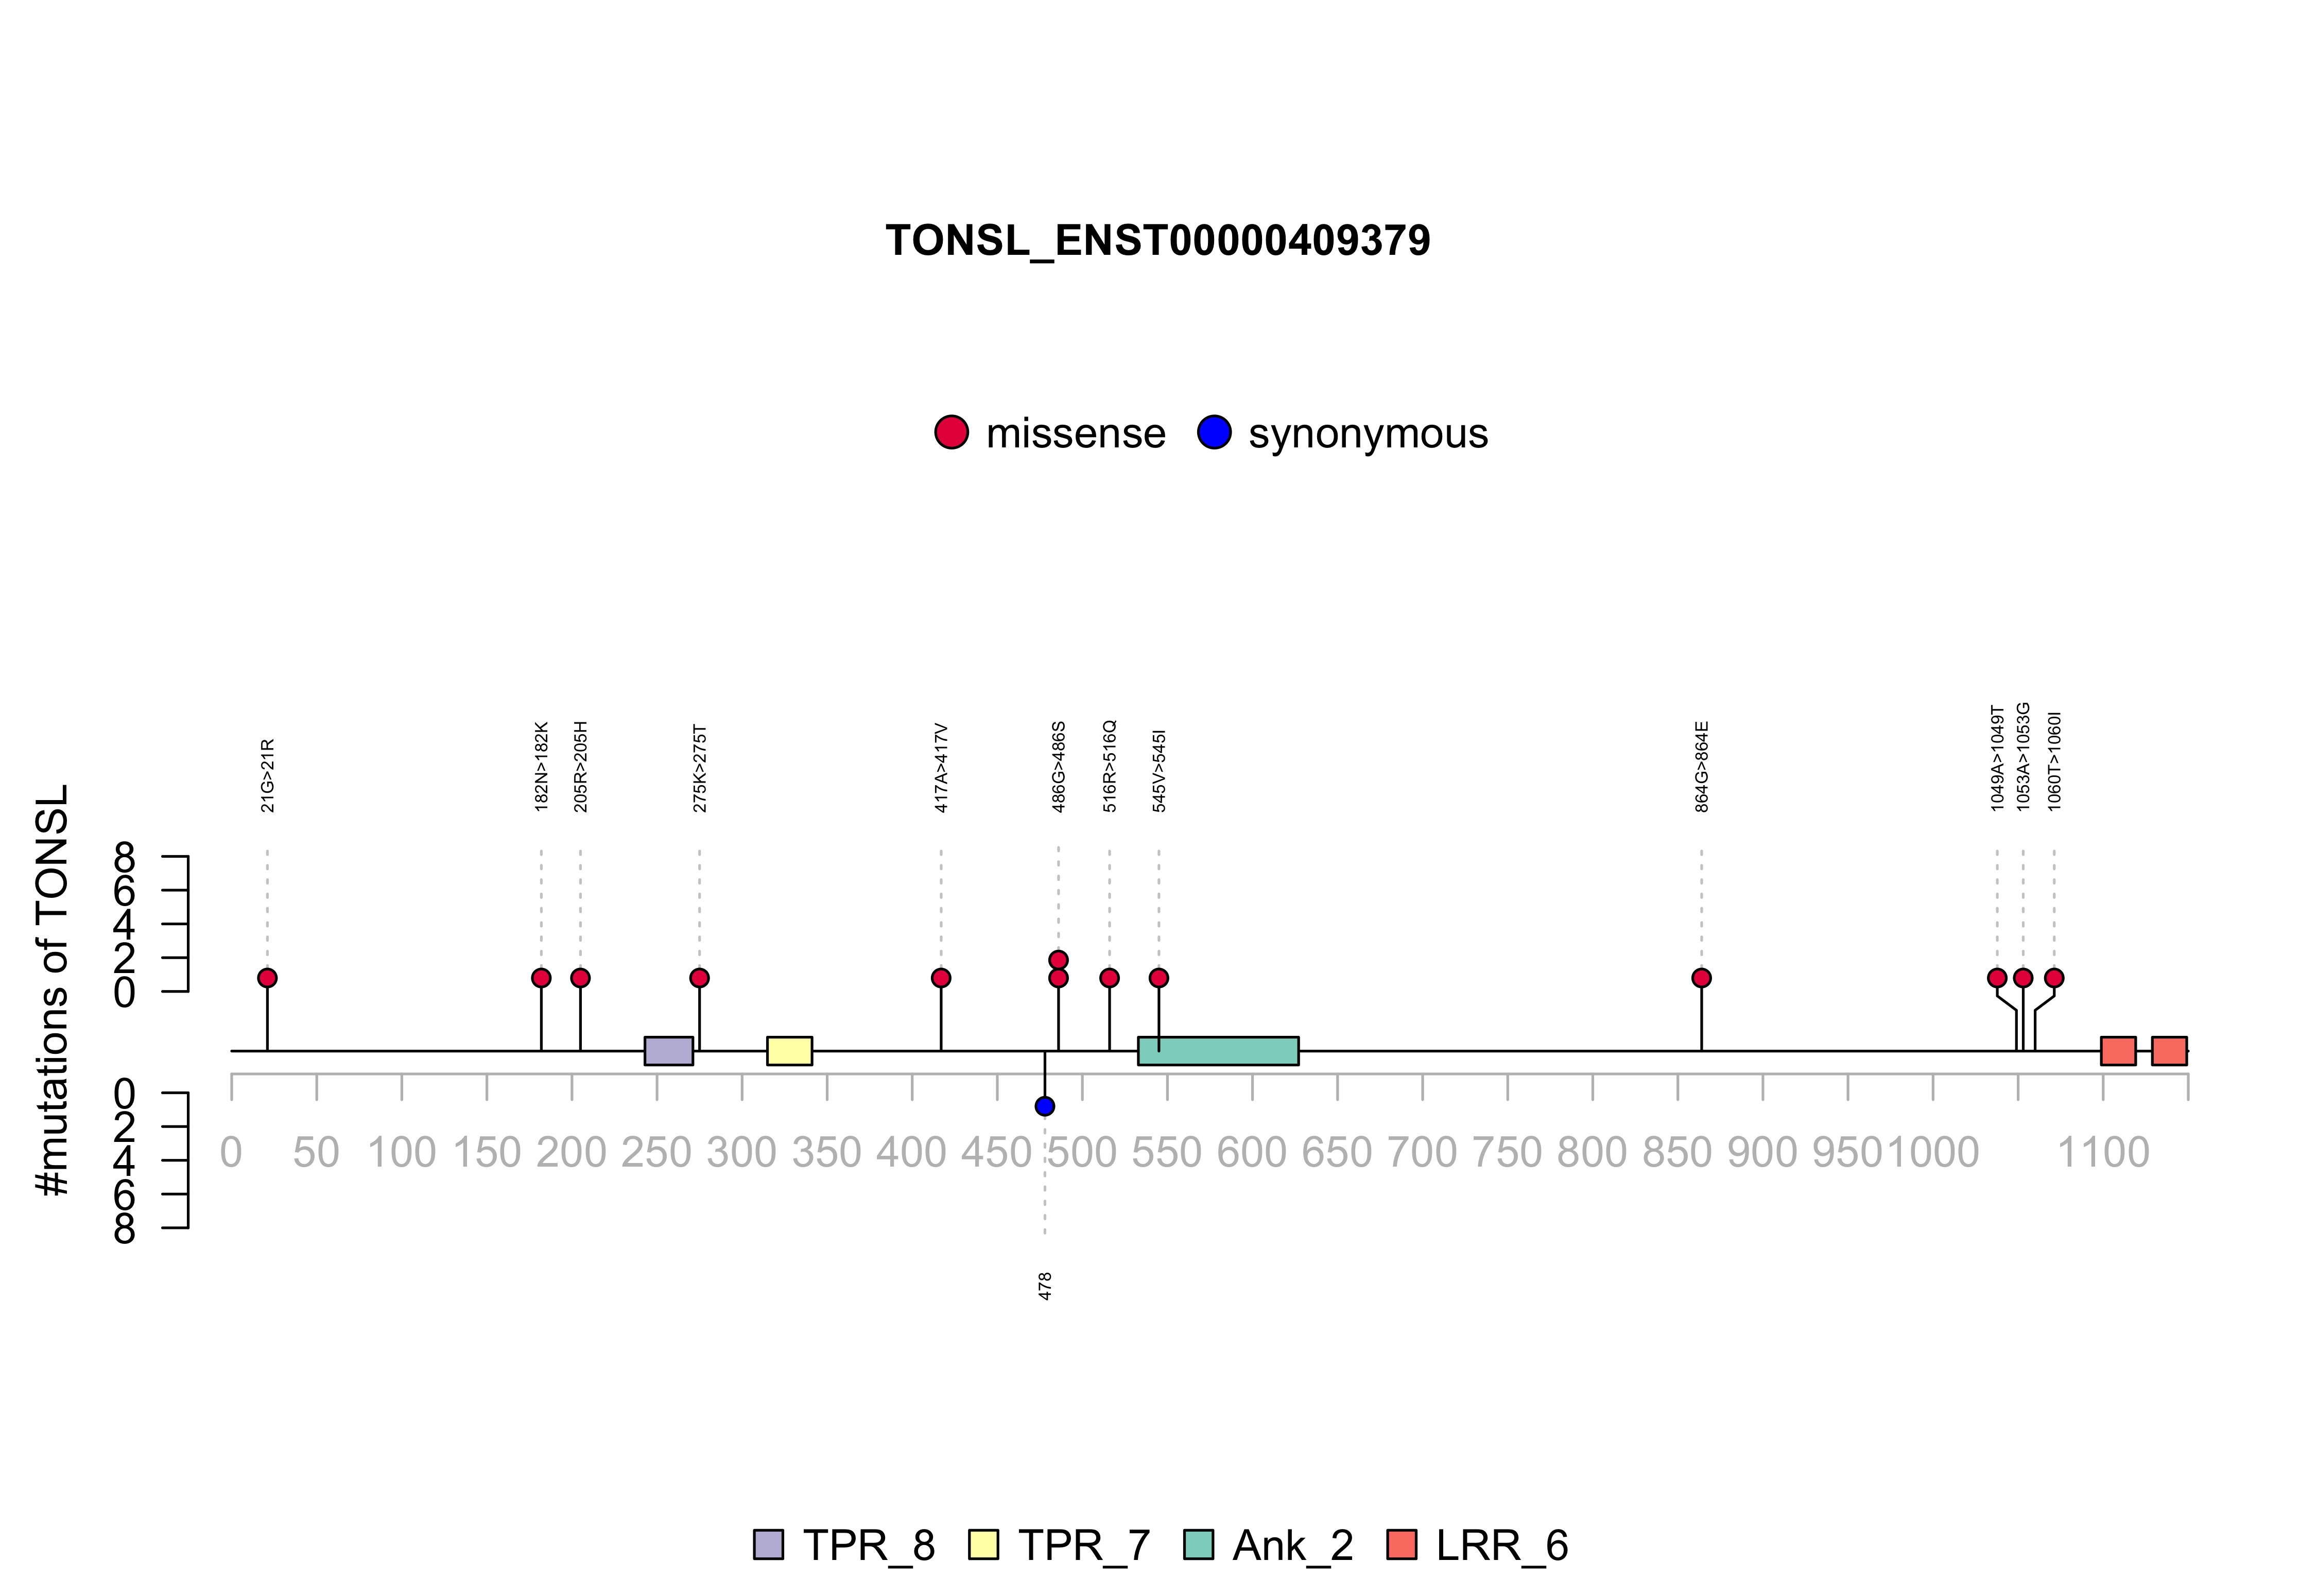 TONSL_ENST00000409379
missense synonymous
21G>21R
182N>182K
205R>205H
275K>275T
417A>417V
486G>486S
516R>516Q
545V>545I
864G>864E
1049A>1049T
1053A>1053G
1060T>1060I
#mutations of TONSL
8
6
4
2
0
0
2
4
6
8
0 50 100 150 200 250 300 350 400 450 500 550 600 650 700 750 800 850 900 950 1000 1100
478
TPR_8 TPR_7 Ank_2 LRR_6